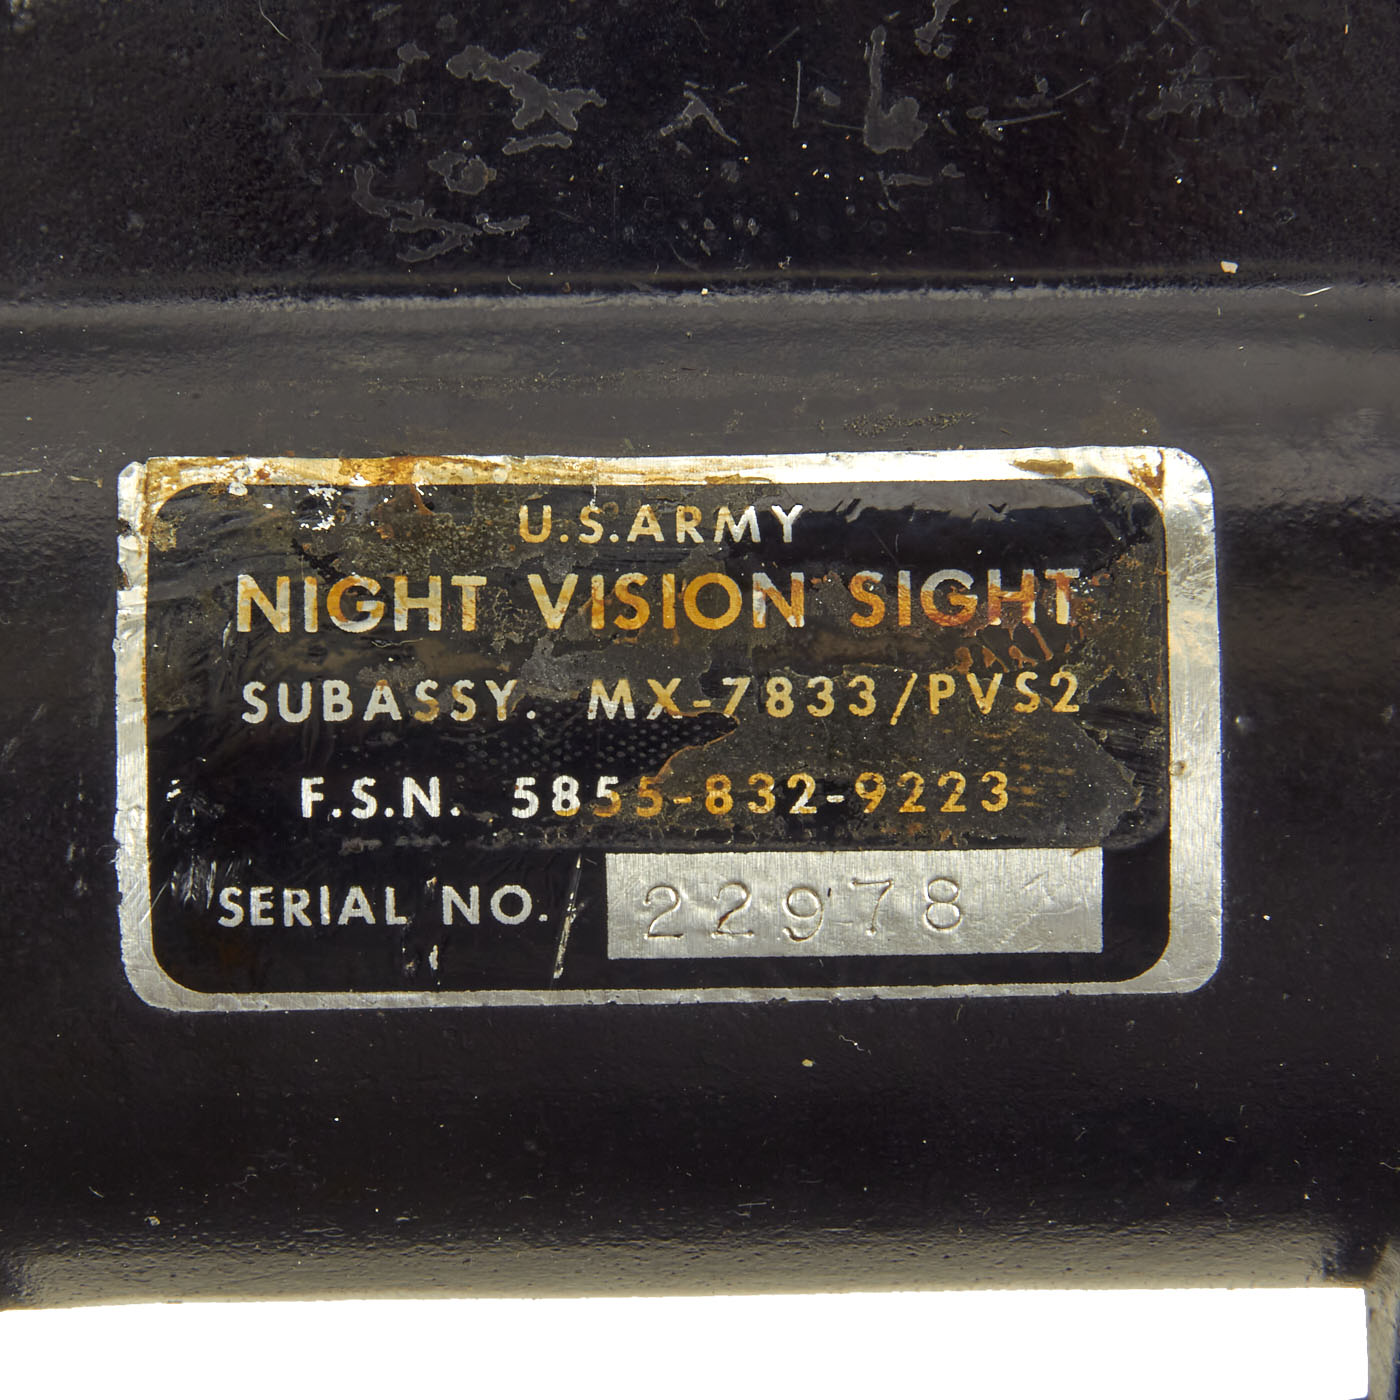 U.S.ARMY
NIGHT VISION SIGHT
SUBASSY. MX-7833/PVS2
F.S.N. 5855-832-9223
SERIAL NO. 22978